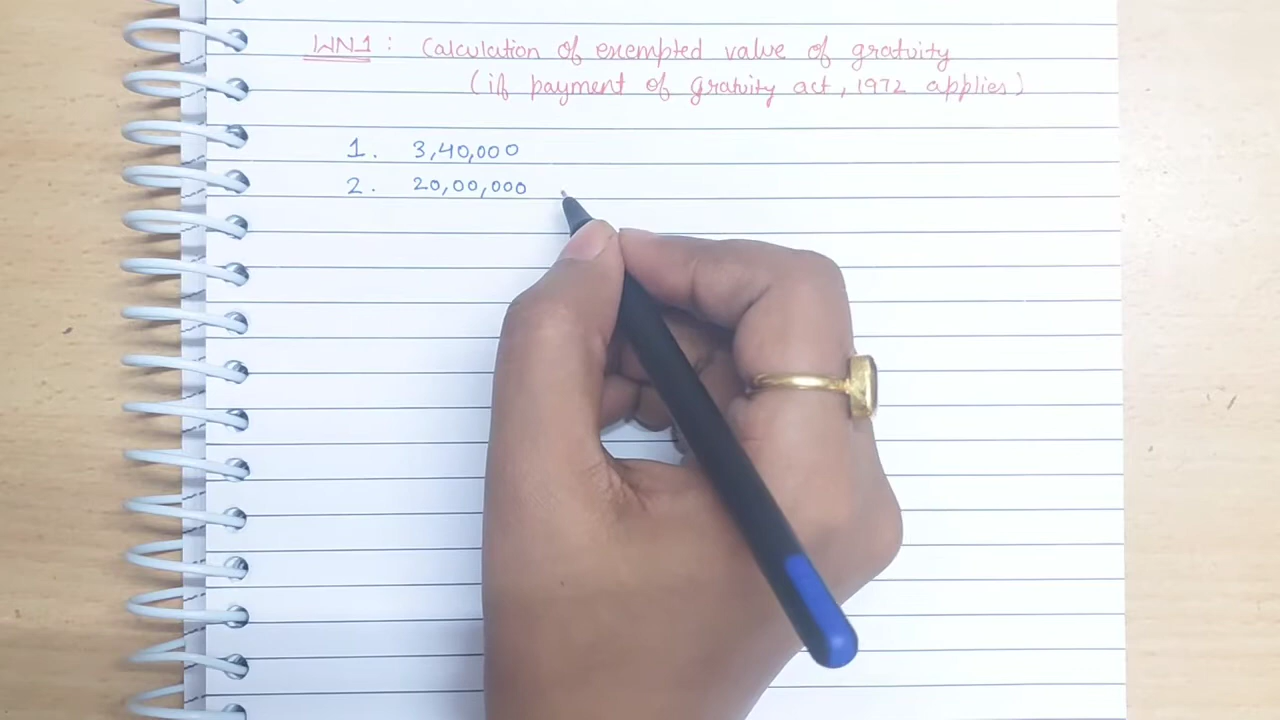 WN1 : Calculation of exempted value of gratuity
(if payment of gratuity act, 1972 applies)
1. 3,40,000
2. 20,00,000